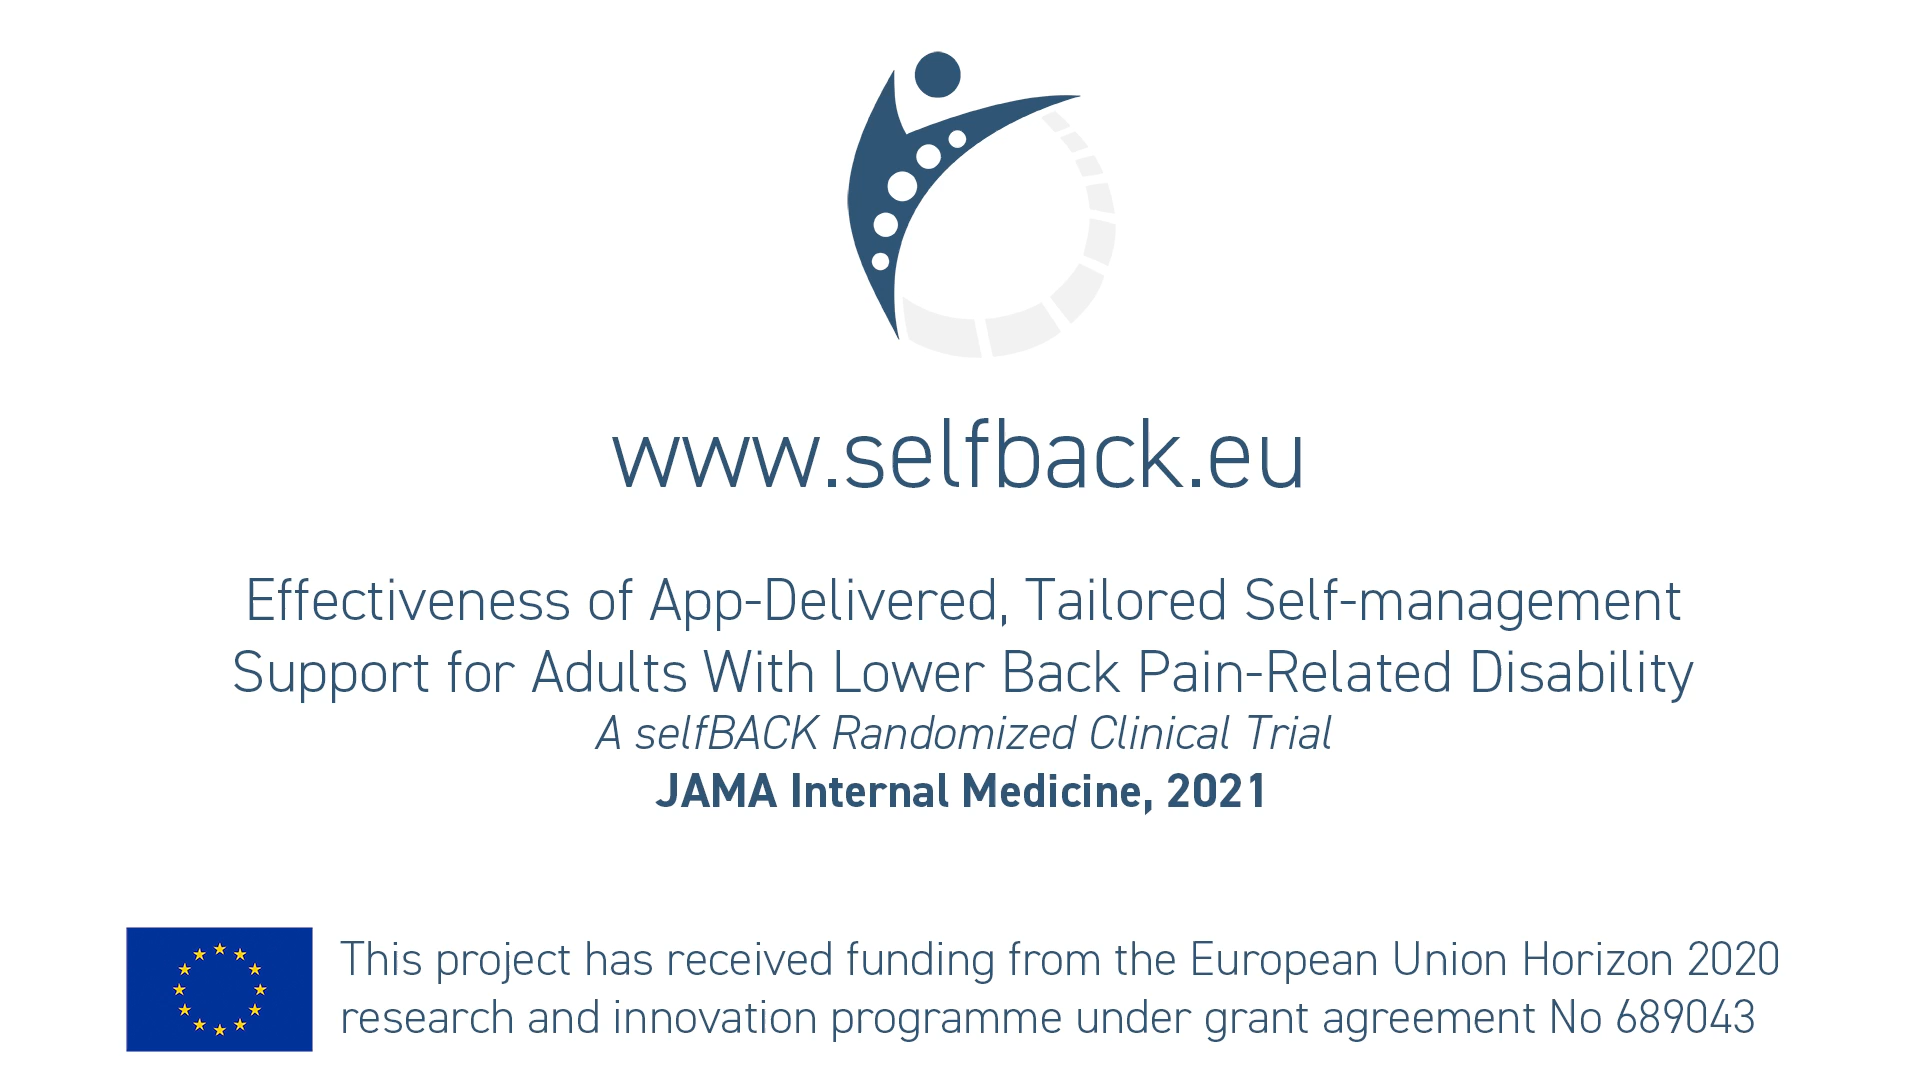 www.selfback.eu
Effectiveness of App-Delivered, Tailored Self-management
Support for Adults With Lower Back Pain-Related Disability
A selfBACK Randomized Clinical Trial
JAMA Internal Medicine, 2021
This project has received funding from the European Union Horizon 2020
research and innovation programme under grant agreement No 689043